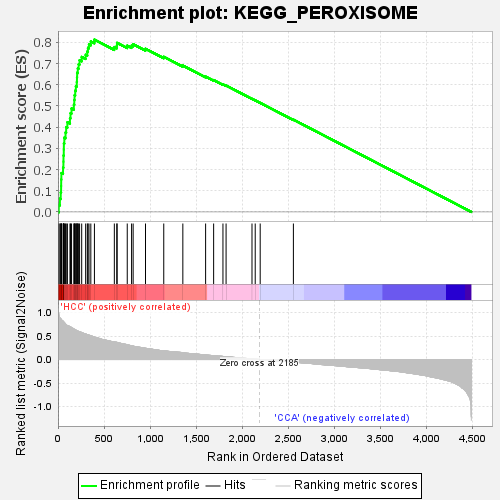 Enrichment plot: KEGG_PEROXISOME
Enrichment score (ES)
0.8
0.7
0.6
0.5
0.4
0.3
0.2
0.1
0.0
'HCC' (positively correlated)
Ranked list metric (Signal2Noise)
1.0
0.5
0.0
-0.5
-1.0
Zero cross at 2185
'CCA' (negatively correlated)
0 500 1,000 1,500 2,000 2,500 3,000 3,500 4,000 4,500
Rank in Ordered Dataset
Enrichment profile Hits Ranking metric scores